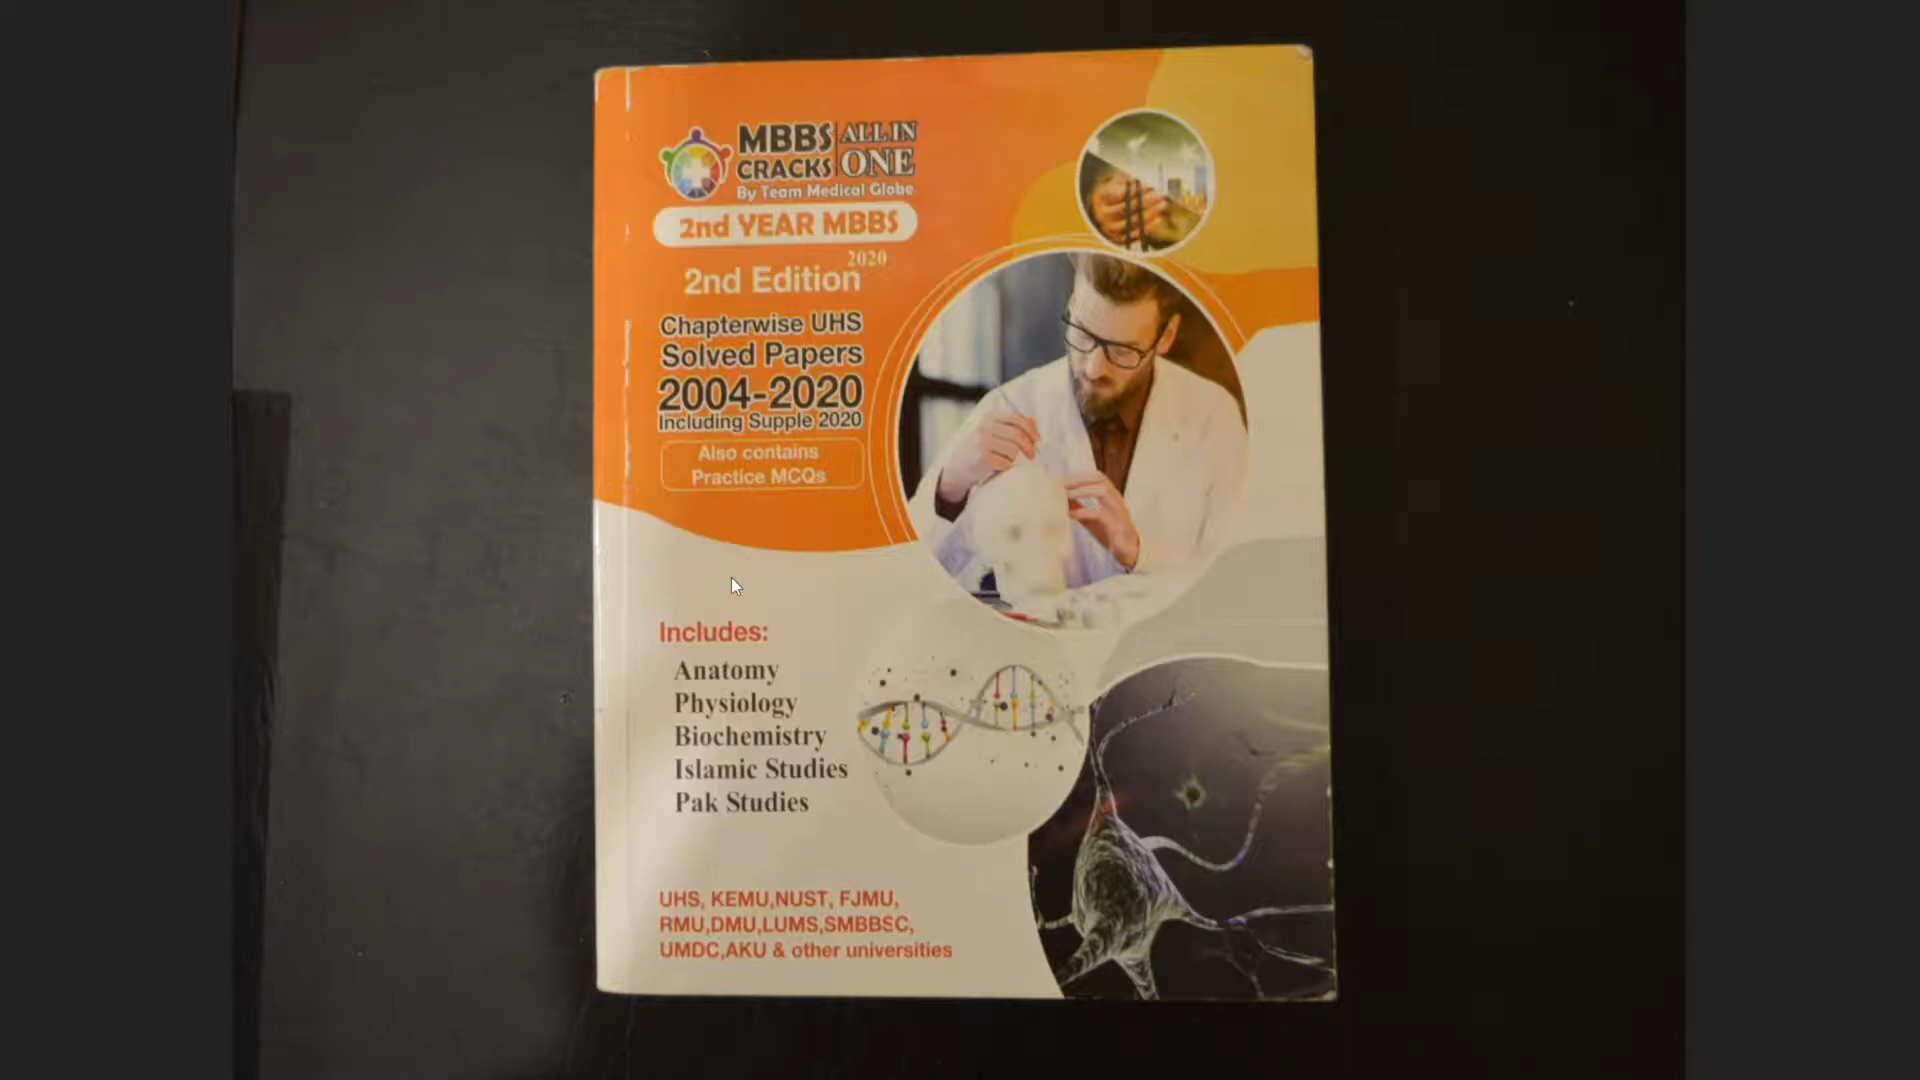 MBBS
CRACKS
ALL IN
ONE
By Team Medical Globe
2nd YEAR MBBS
2020
2nd Edition
Chapterwise UHS
Solved Papers
2004-2020
Including Supple 2020
Also contains
Practice MCQs
Includes:
Anatomy
Physiology
Biochemistry
Islamic Studies
Pak Studies
UHS, KEMU,NUST, FJMU,
RMU,DMU,LUMS,SMBBSC,
UMDC,AKU & other universities